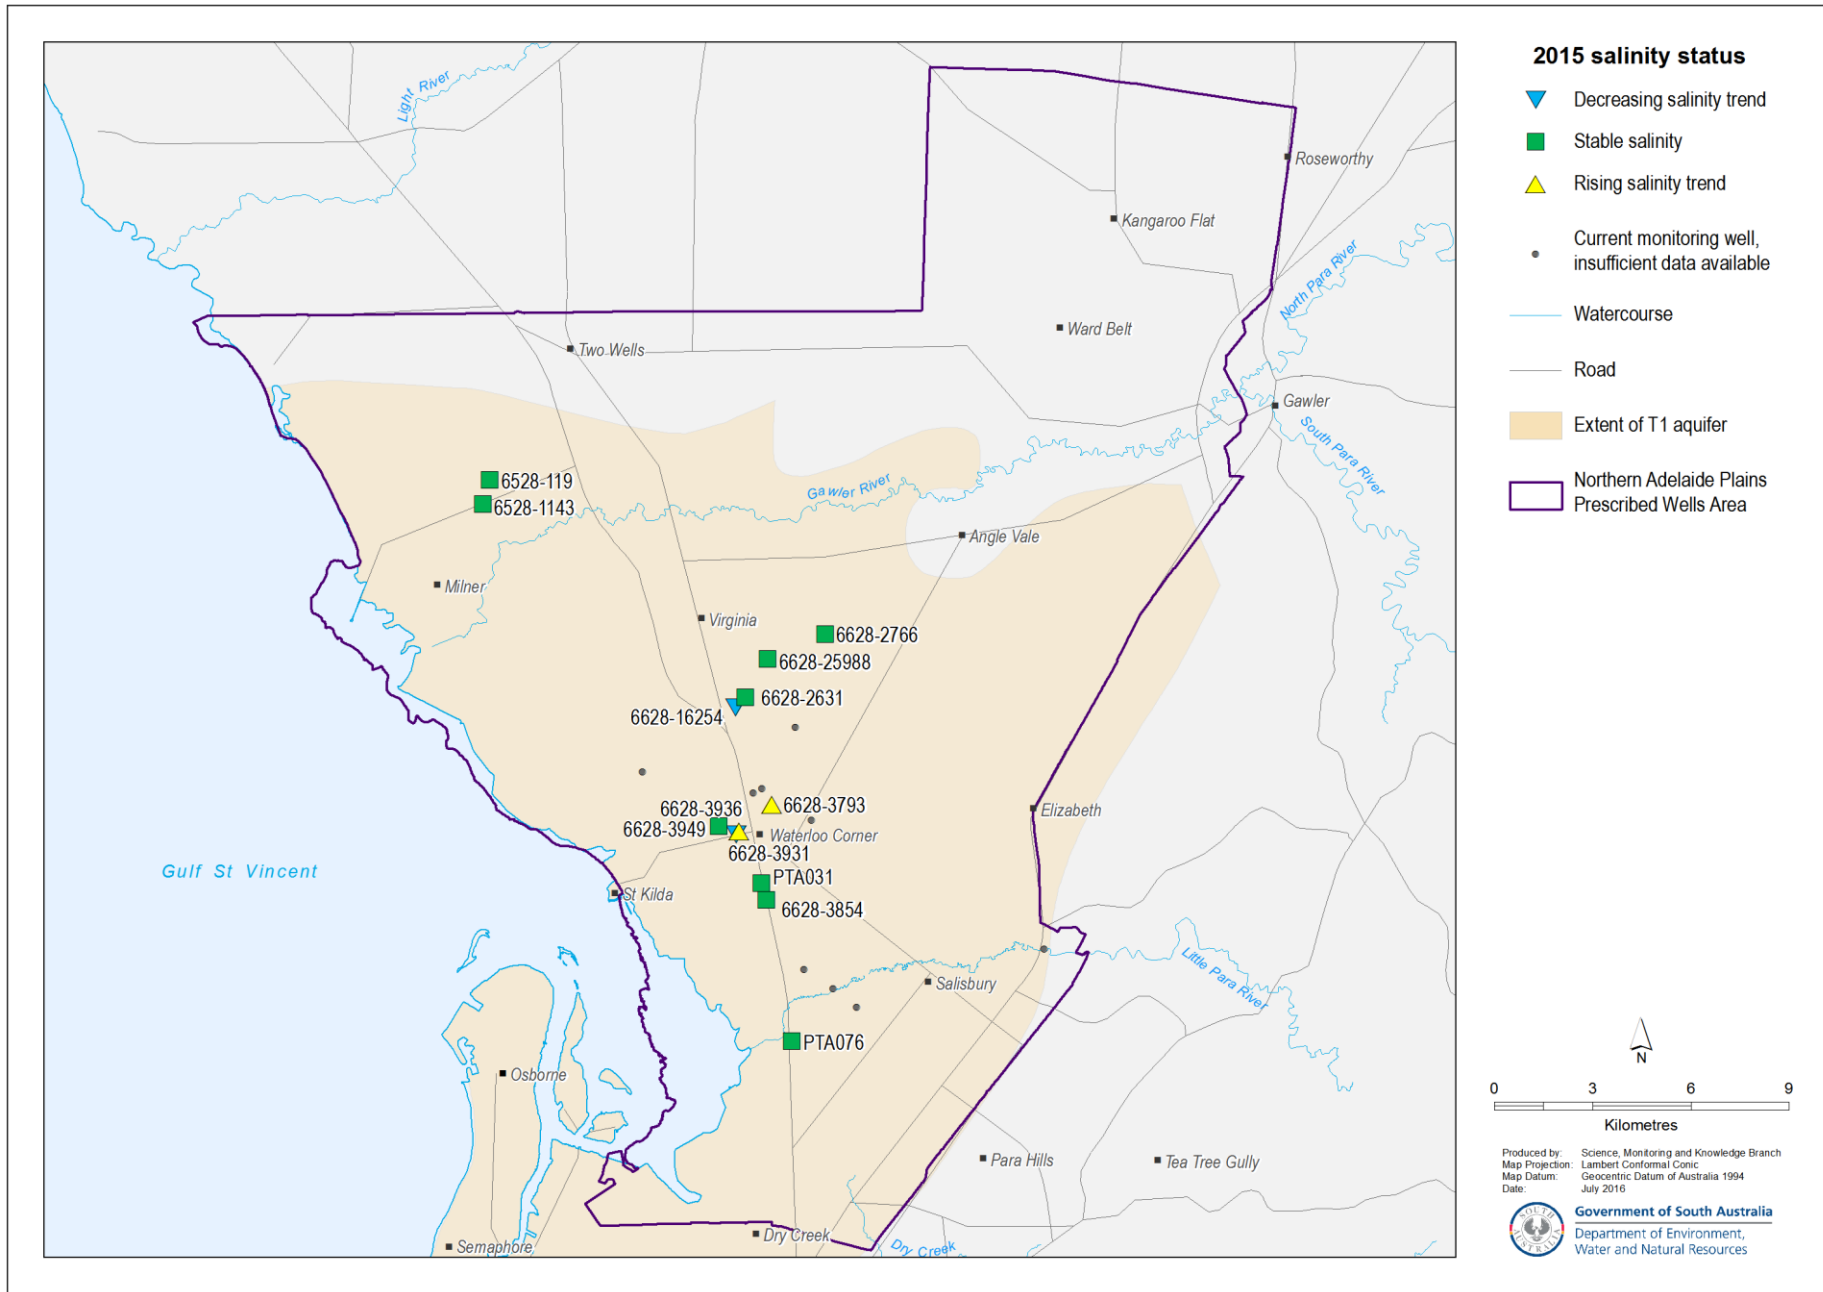 2015 salinity status
Decreasing salinity trend
Stable salinity
Rising salinity trend
Current monitoring well,
insufficient data available
Watercourse
Road
Extent of T1 aquifer
Northern Adelaide Plains
Prescribed Wells Area
Light River
Roseworthy
Kangaroo Flat
North Para River
Ward Belt
Two Wells
Gawler
South Para River
6528-119
6528-1143
Gawler River
Angle Vale
Milner
Virginia
6628-2766
6628-25988
6628-2631
6628-16254
6628-3936
6628-3793
6628-3949
Waterloo Corner
6628-3931
Elizabeth
Gulf St Vincent
PTA031
St Kilda
6628-3854
Little Para River
Salisbury
PTA076
Osborne
Para Hills
Tea Tree Gully
Dry Creek
Dry Creek
Semaphore
N
0 3 6 9
Kilometres
Produced by: Science, Monitoring and Knowledge Branch
Map Projection: Lambert Conformal Conic
Map Datum: Geocentric Datum of Australia 1994
Date: July 2016
SOUTH AUSTRALIA
Government of South Australia
Department of Environment,
Water and Natural Resources